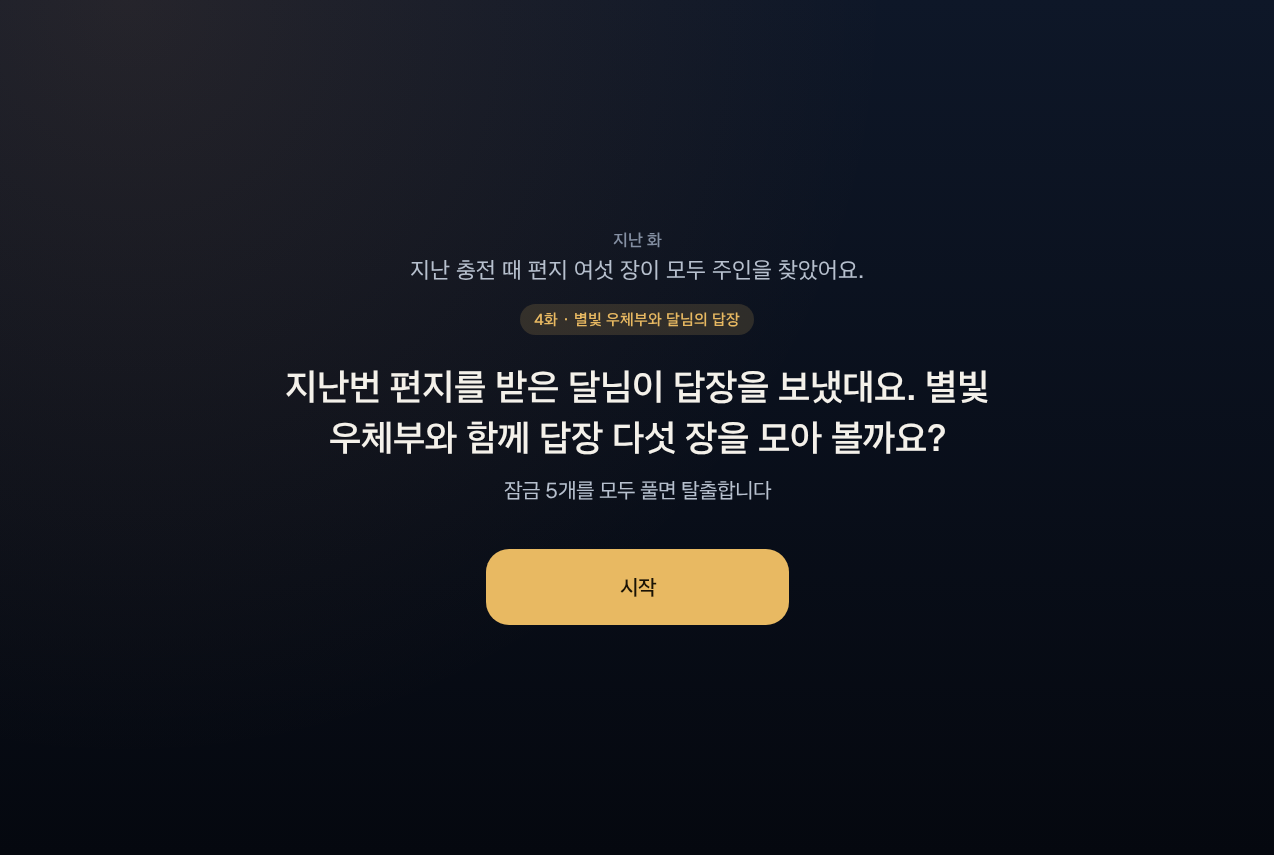 지난 화
지난 충전 때 편지 여섯 장이 모두 주인을 찾았어요.
4화 · 별빛 우체부와 달님의 답장
지난번 편지를 받은 달님이 답장을 보냈대요. 별빛
우체부와 함께 답장 다섯 장을 모아 볼까요?
잠금 5개를 모두 풀면 탈출합니다
시작